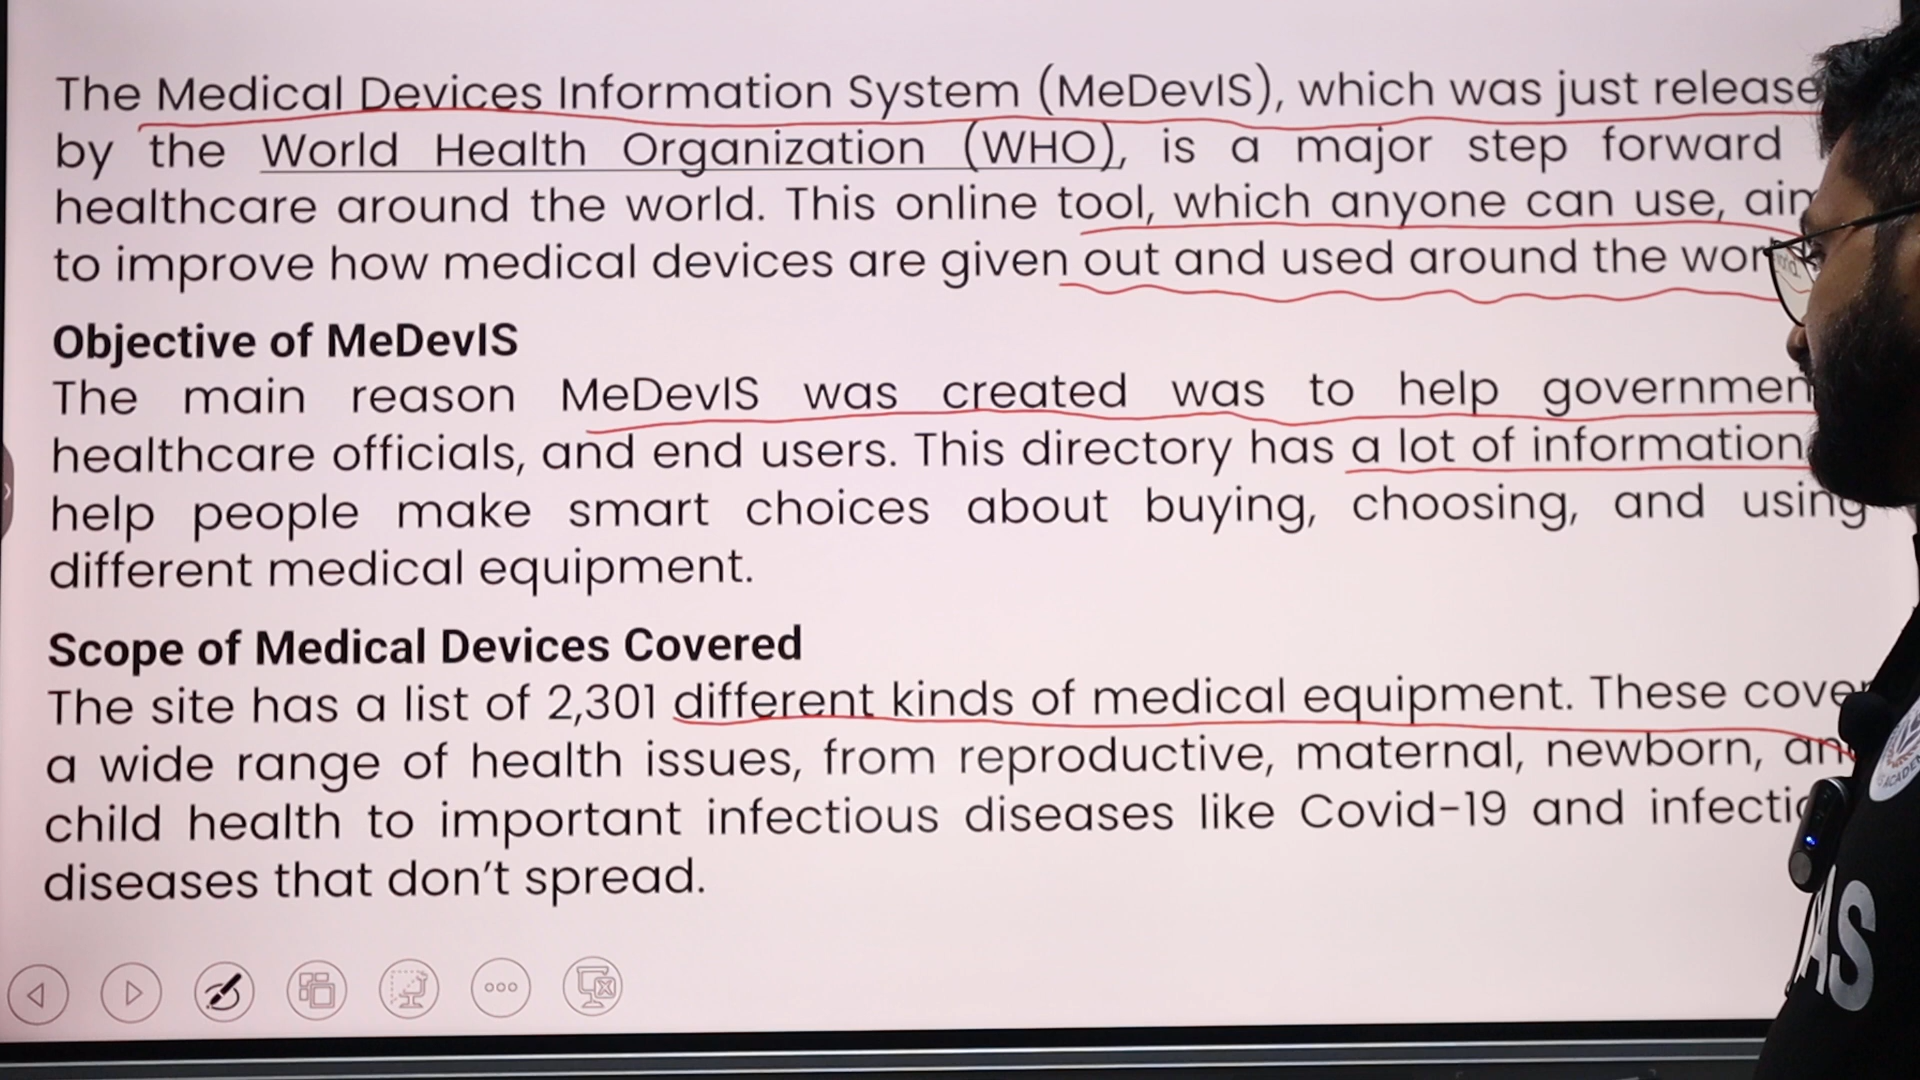 The Medical Devices Information System (MeDevIS), which was just release
by the World Health Organization (WHO), is a major step forward
healthcare around the world. This online tool, which anyone can use,
to improve how medical devices are given out and used around the
Objective of MeDevIS
The main reason MeDevIS was created was to help
healthcare officials, and end users. This directory has a lot of information
help people make smart choices about buying, choosing, and using
different medical equipment.
Scope of Medical Devices Covered
The site has a list of 2,301 different kinds of medical equipment. These cover
a wide range of health issues, from reproductive, maternal, newborn,
child health to important infectious diseases like Covid-19 and
diseases that don't spread.
AS